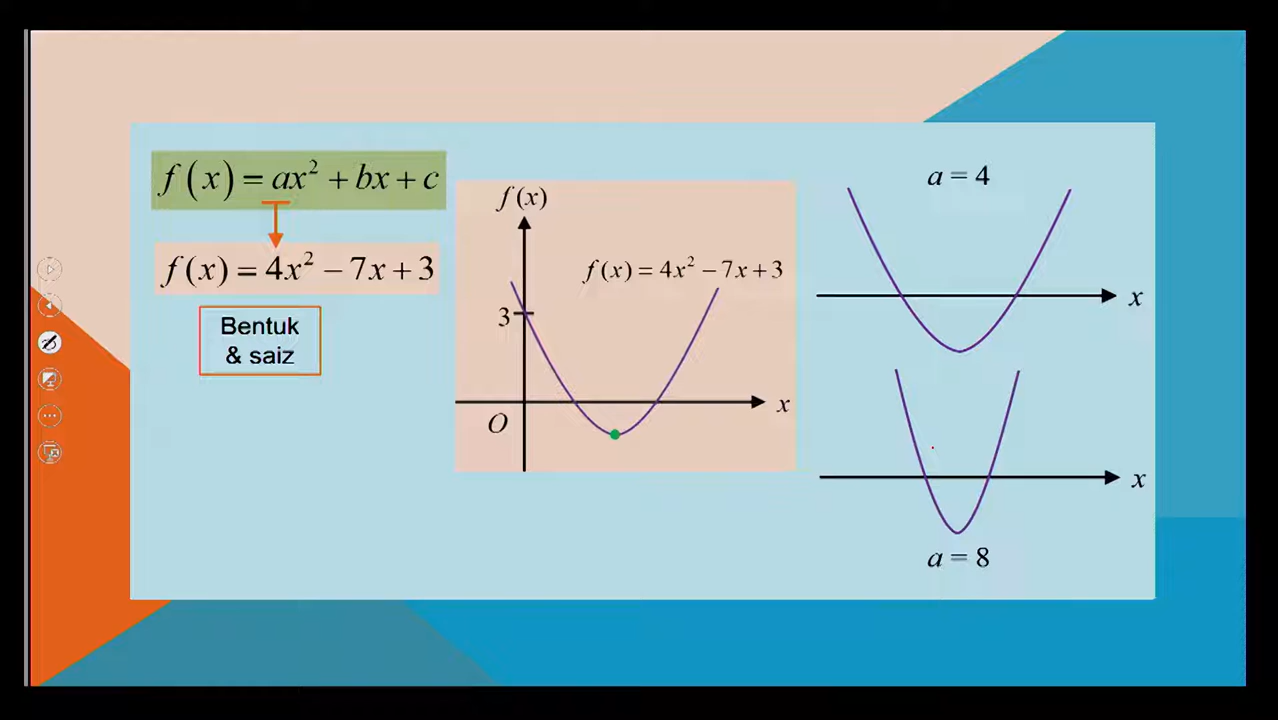 f(x) = ax² + bx + c
f(x) = 4x² − 7x + 3
Bentuk
& saiz
f(x)
f(x) = 4x² − 7x + 3
3
O
x
a = 4
x
x
a = 8